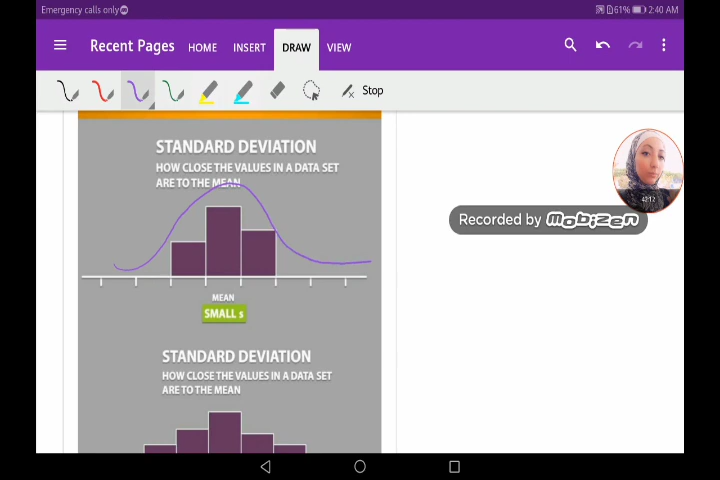 Emergency calls only
61% 2:40 AM
Recent Pages HOME INSERT DRAW VIEW
Stop
STANDARD DEVIATION
HOW CLOSE THE VALUES IN A DATA SET
ARE TO THE MEAN
42:12
Recorded by mobizen
MEAN
SMALL s
STANDARD DEVIATION
HOW CLOSE THE VALUES IN A DATA SET
ARE TO THE MEAN